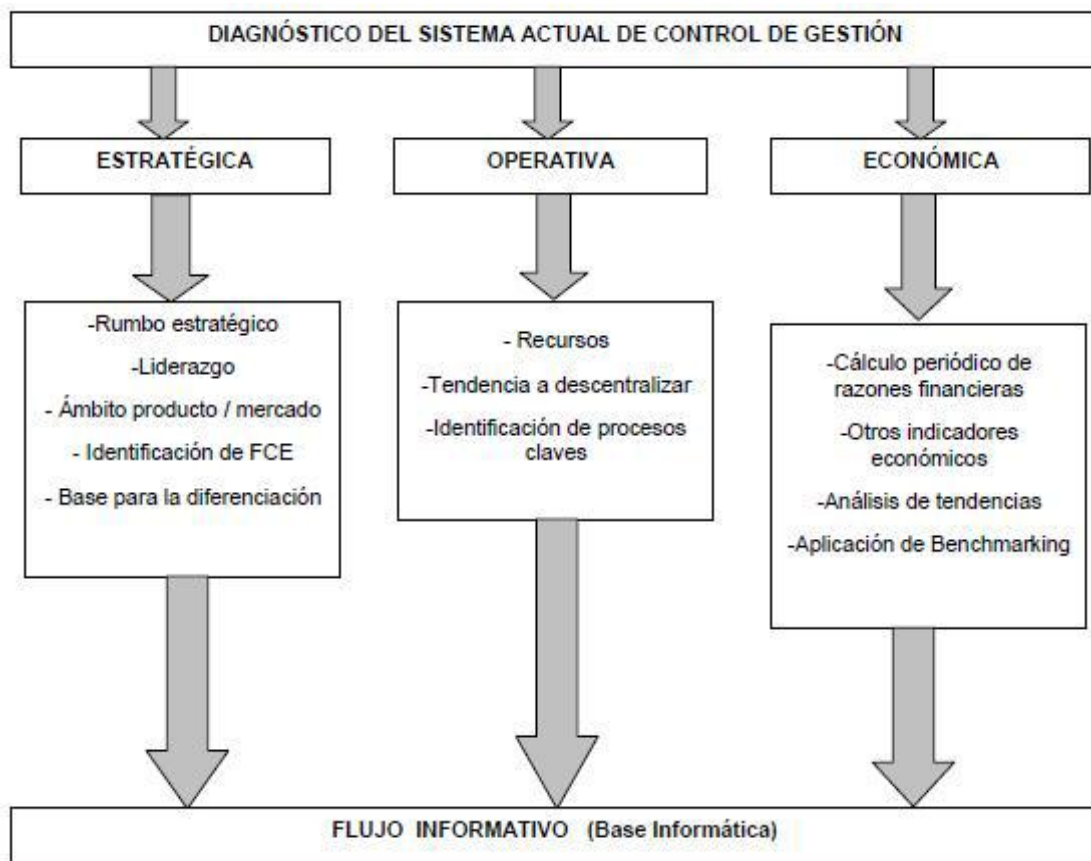 DIAGNÓSTICO DEL SISTEMA ACTUAL DE CONTROL DE GESTIÓN
ESTRATÉGICA
OPERATIVA
ECONÓMICA
-Rumbo estratégico
-Liderazgo
- Ámbito producto / mercado
- Identificación de FCE
- Base para la diferenciación
- Recursos
-Tendencia a descentralizar
-Identificación de procesos
claves
-Cálculo periódico de
razones financieras
-Otros indicadores
económicos
-Análisis de tendencias
-Aplicación de Benchmarking
FLUJO INFORMATIVO (Base Informática)